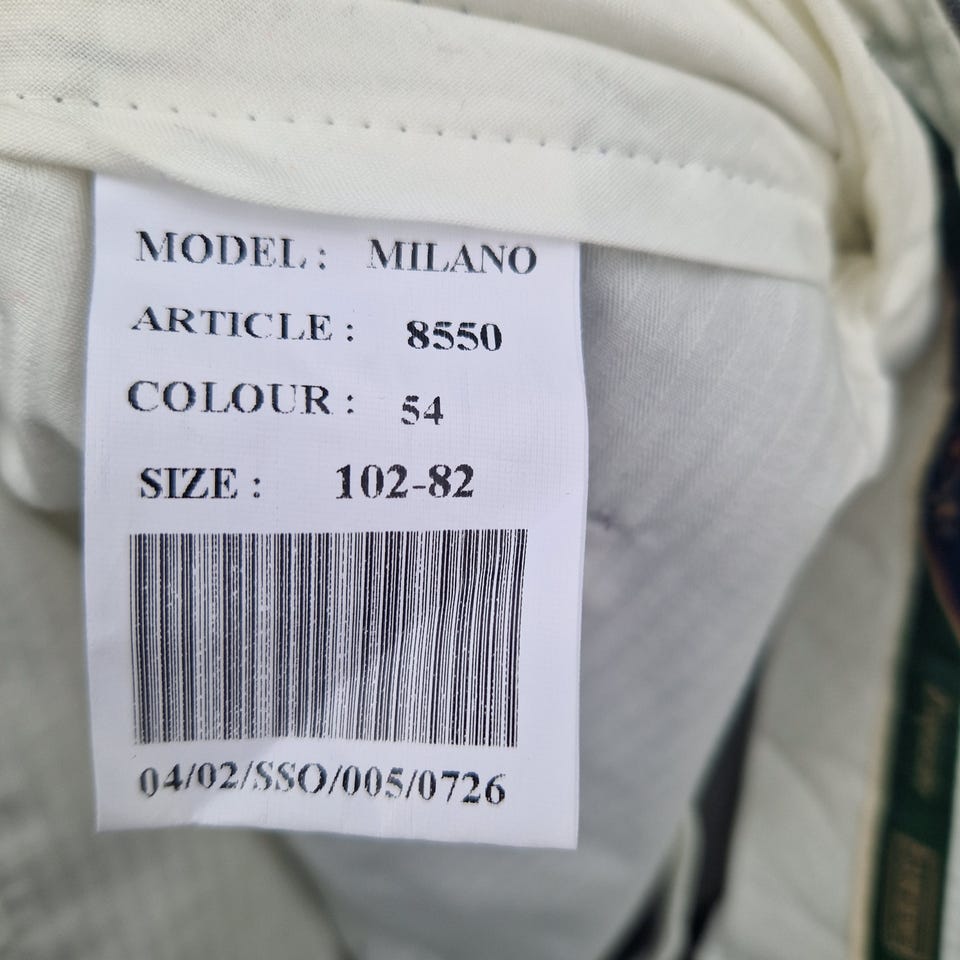 MODEL : MILANO
ARTICLE : 8550
COLOUR : 54
SIZE : 102-82
04/02/SSO/005/0726